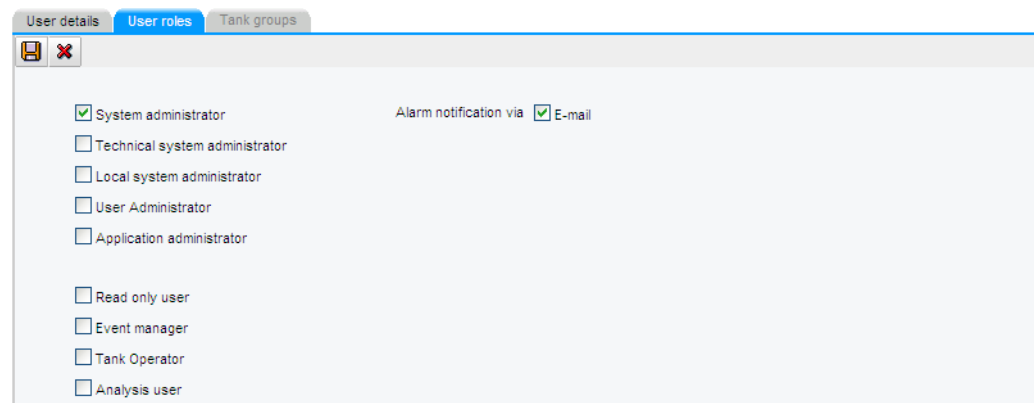 User details User roles Tank groups
System administrator Alarm notification via E-mail
Technical system administrator
Local system administrator
User Administrator
Application administrator
Read only user
Event manager
Tank Operator
Analysis user